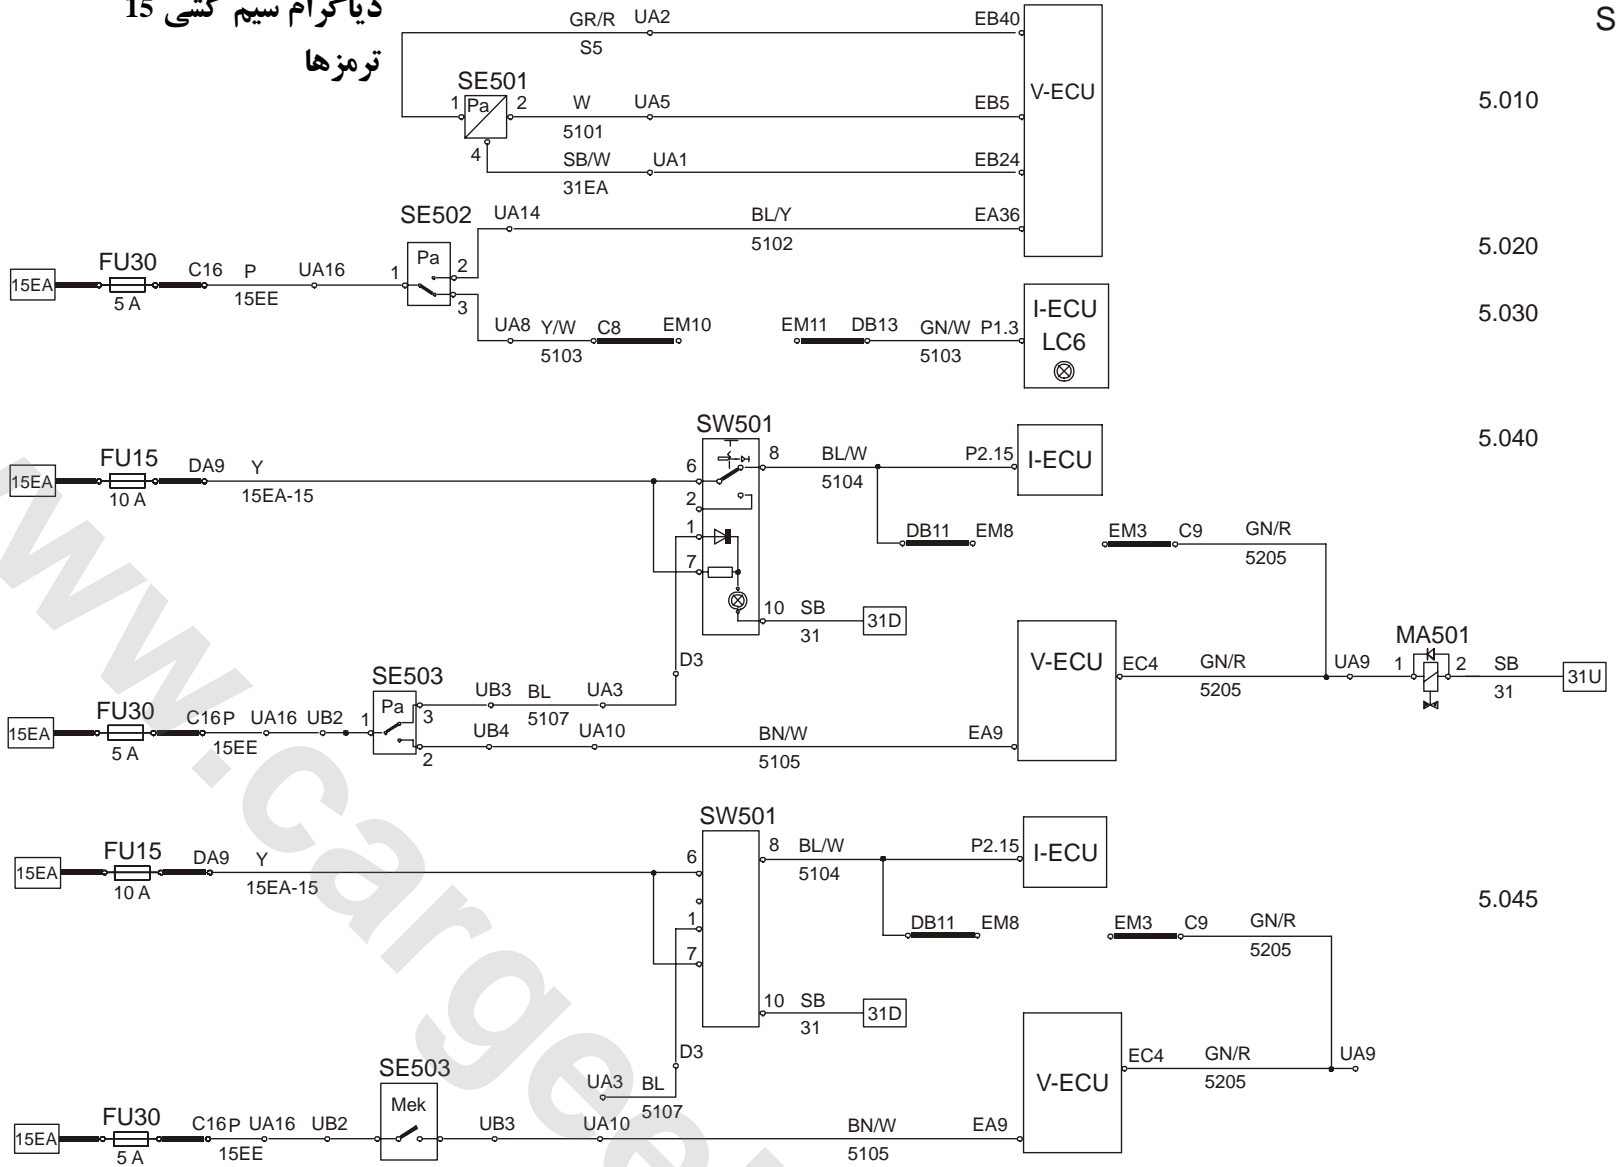 دیاگرام سیم کشی 15
ترمزها
S
GR/R UA2 EB40
S5
SE501
V-ECU
5.010
1 Pa 2 W UA5 EB5
5101
4 SB/W UA1 EB24
31EA
SE502 UA14 BL/Y EA36
5102
5.020
FU30
15EA C16 P UA16 1 Pa 2
5 A 15EE
3
I-ECU
LC6
5.030
UA8 Y/W C8 EM10 EM11 DB13 GN/W P1.3
5103 5103
SW501
5.040
FU15
15EA DA9 Y 6 8 BL/W P2.15 I-ECU
10 A 15EA-15 5104
2
1 DB11 EM8 EM3 C9 GN/R
5205
7
10 SB 31D
31
D3
V-ECU EC4 GN/R UA9 1 MA501 2 SB 31U
5205 31
SE503
Pa 3 UB3 BL UA3
5107
FU30
15EA C16P UA16 UB2 1
5 A 15EE
2 UB4 UA10 BN/W EA9
5105
SW501
FU15
15EA DA9 Y 6 8 BL/W P2.15 I-ECU
10 A 15EA-15 5104
5.045
1 DB11 EM8 EM3 C9 GN/R
5205
7
10 SB 31D
31
D3
V-ECU EC4 GN/R UA9
5205
SE503
UA3 BL
5107
FU30
15EA C16P UA16 UB2 Mek UB3 UA10 BN/W EA9
5 A 15EE 5105